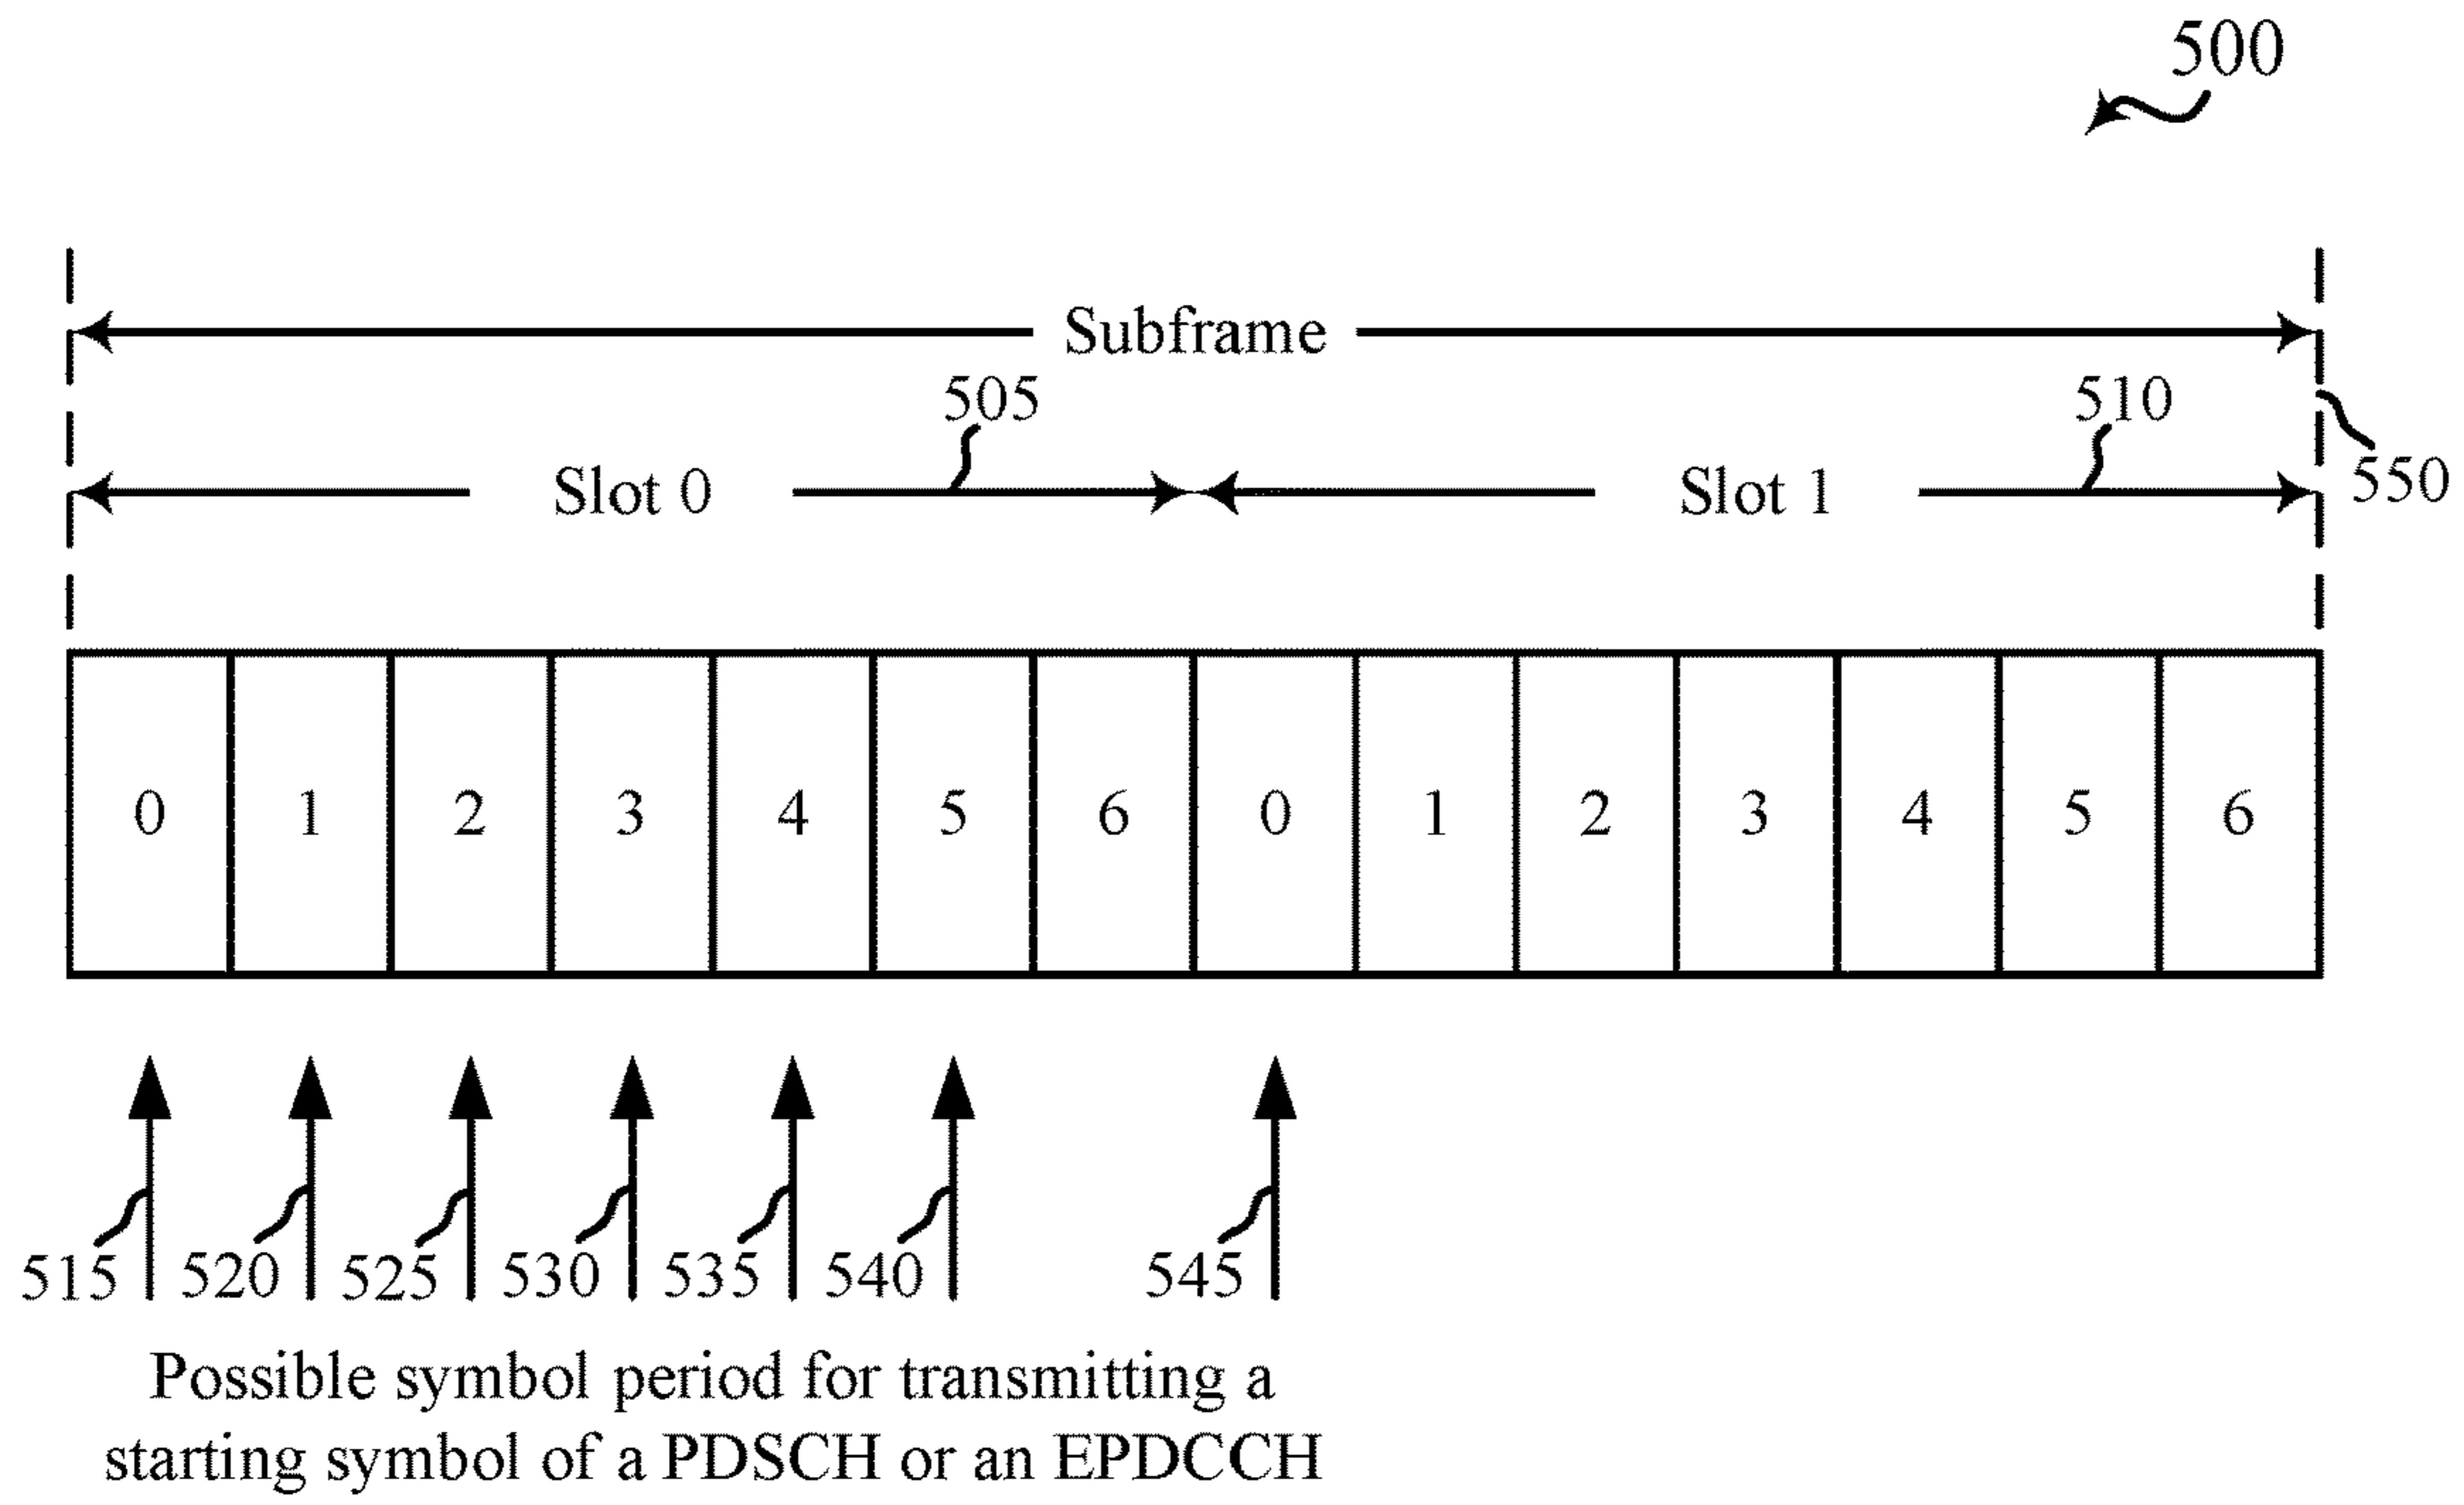 500
Subframe
505
510
Slot 0
Slot 1
550
0 1 2 3 4 5 6 0 1 2 3 4 5 6
515 520 525 530 535 540 545
Possible symbol period for transmitting a
starting symbol of a PDSCH or an EPDCCH